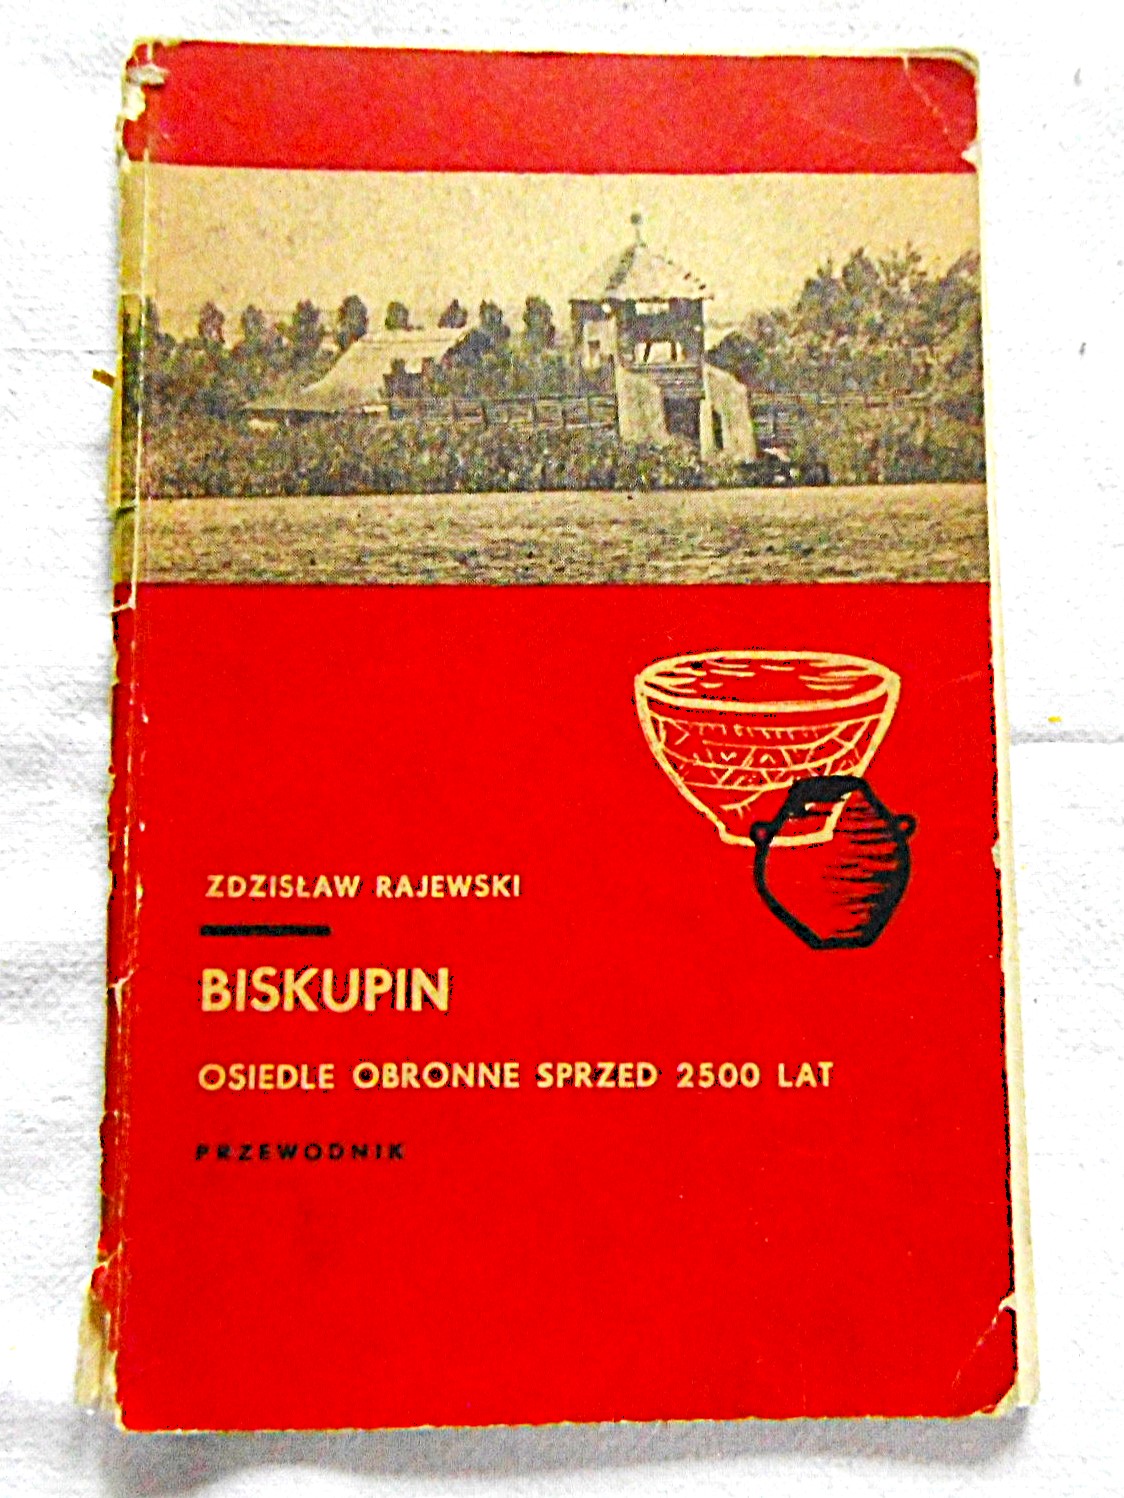 ZDZISŁAW RAJEWSKI
BISKUPIN
OSIEDLE OBRONNE SPRZED 2500 LAT
PRZEWODNIK